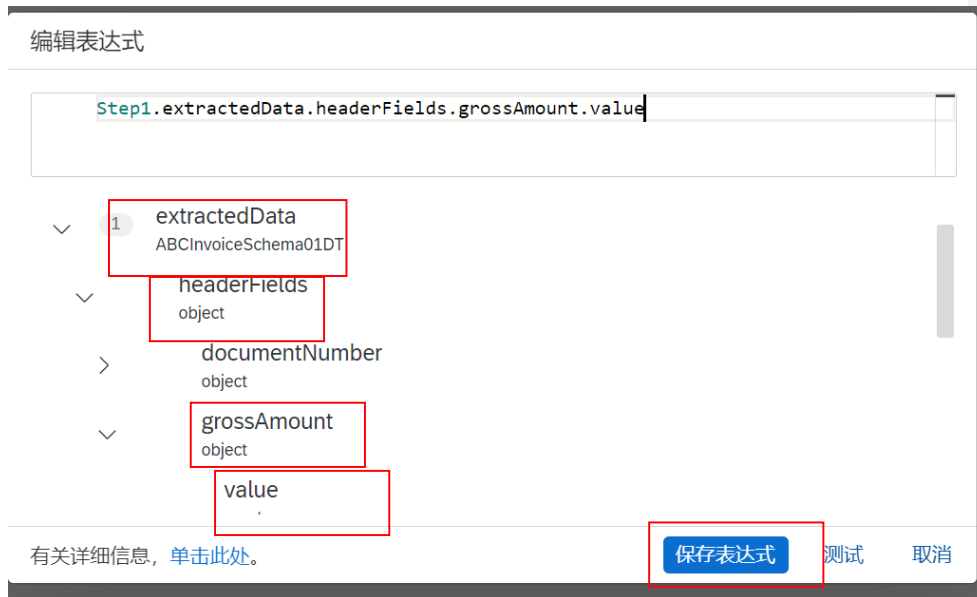 编辑表达式
Step1.extractedData.headerFields.grossAmount.value
1 extractedData
ABCInvoiceSchema01DT
headerFields
object
documentNumber
object
grossAmount
object
value
有关详细信息，单击此处。 保存表达式 测试 取消